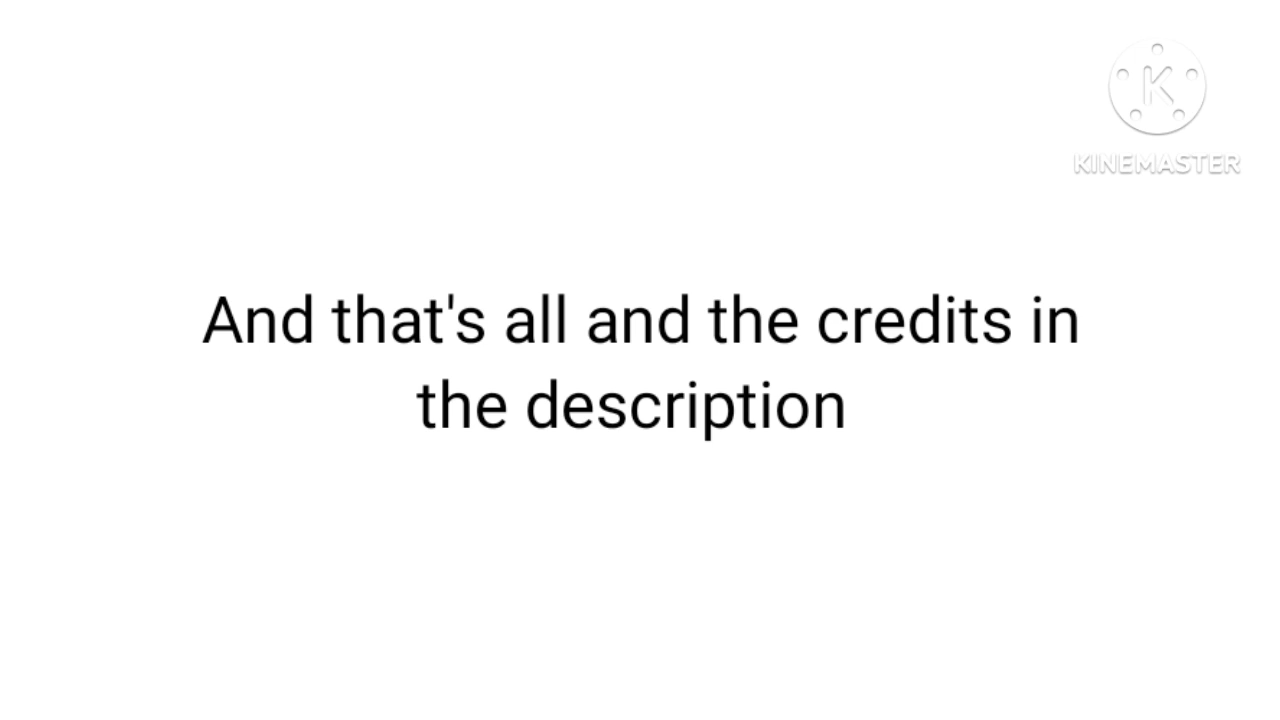 KINEMASTER
And that's all and the credits in
the description